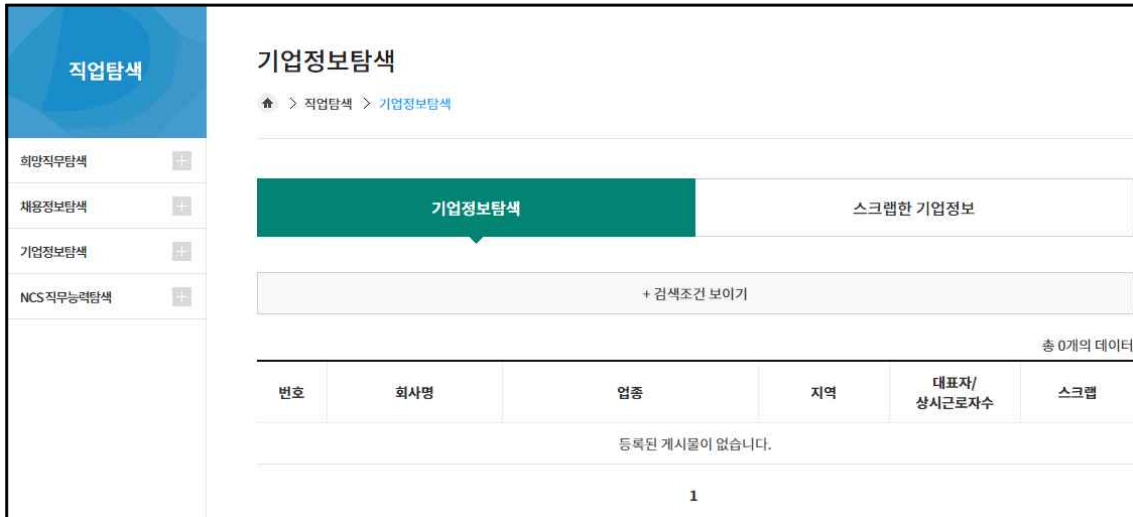 직업탐색
희망직무탐색
채용정보탐색
기업정보탐색
NCS 직무능력탐색
기업정보탐색
> 직업탐색 > 기업정보탐색
기업정보탐색 스크랩한 기업정보
+ 검색조건 보이기
총 0개의 데이터
번호 회사명 업종 지역 대표자/ 상시근로자수 스크랩
등록된 게시물이 없습니다.
1